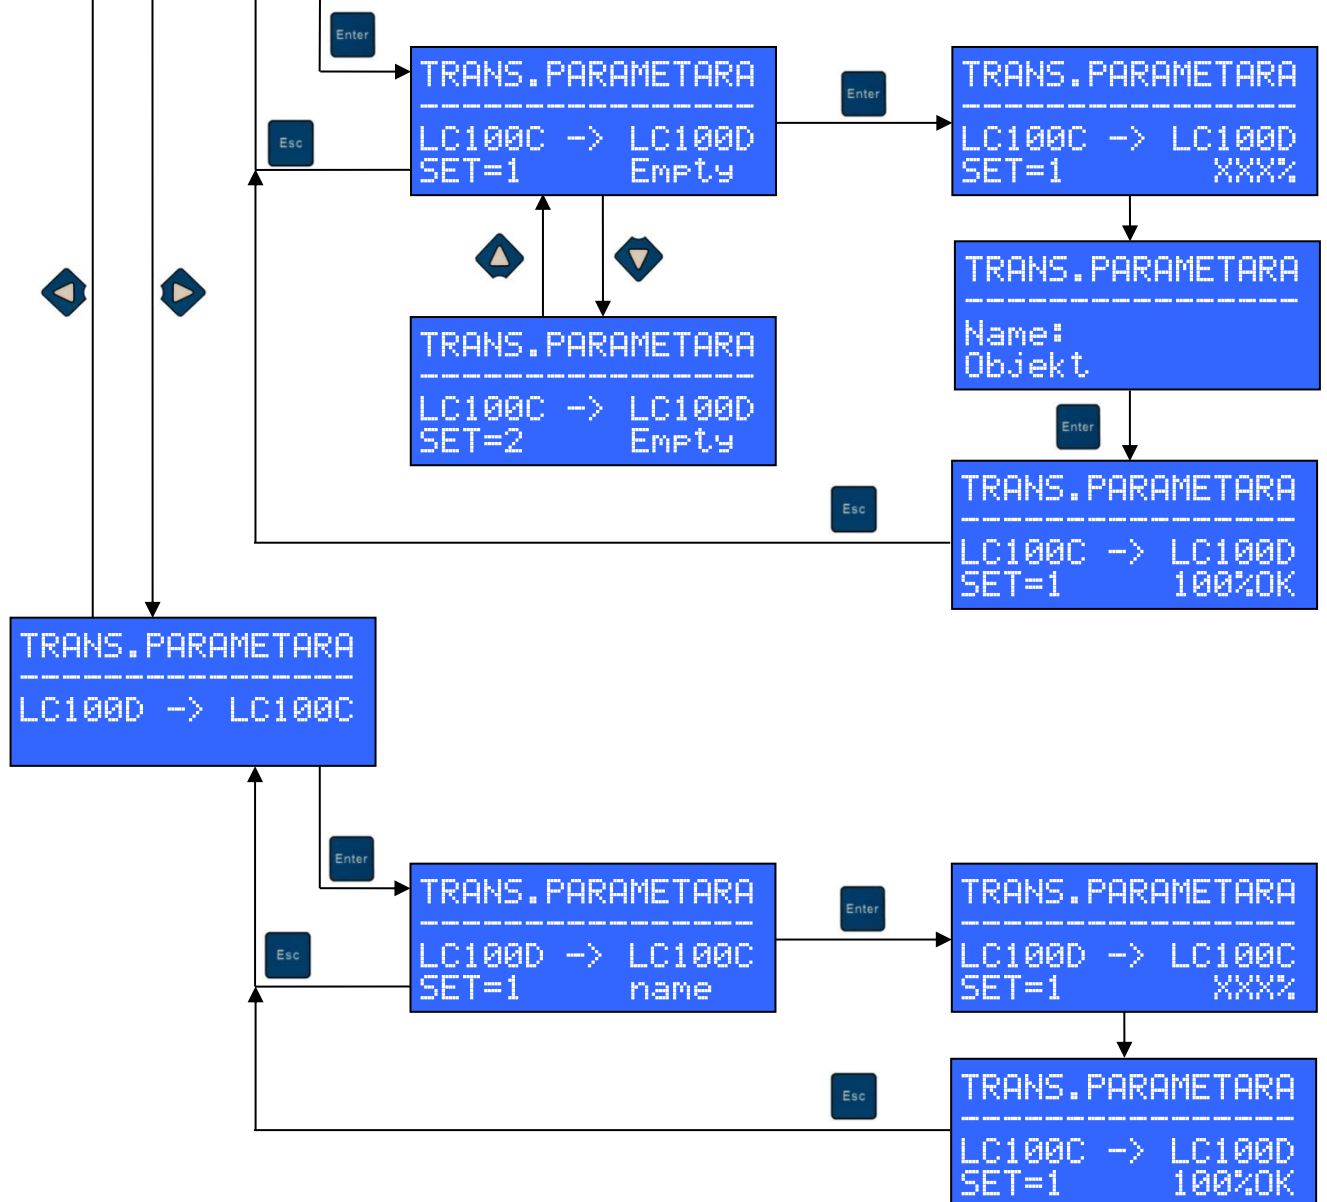 Enter
TRANS.PARAMETARA
----------------
LC100C -> LC100D
SET=1 Empty
Enter
TRANS.PARAMETARA
----------------
LC100C -> LC100D
SET=1 XXX%
Esc
TRANS.PARAMETARA
----------------
Name:
Objekt
TRANS.PARAMETARA
----------------
LC100C -> LC100D
SET=2 Empty
Enter
TRANS.PARAMETARA
----------------
LC100C -> LC100D
SET=1 100%OK
Esc
TRANS.PARAMETARA
----------------
LC100D -> LC100C
Enter
TRANS.PARAMETARA
----------------
LC100D -> LC100C
SET=1 name
Enter
TRANS.PARAMETARA
----------------
LC100D -> LC100C
SET=1 XXX%
Esc
Esc
TRANS.PARAMETARA
----------------
LC100C -> LC100D
SET=1 100%OK